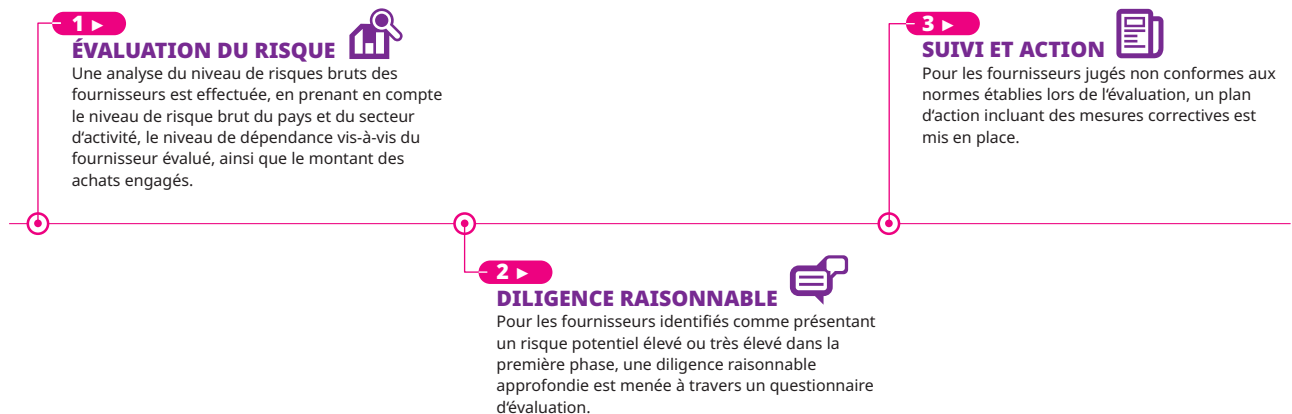 1 ►
ÉVALUATION DU RISQUE
Une analyse du niveau de risques bruts des
fournisseurs est effectuée, en prenant en compte
le niveau de risque brut du pays et du secteur
d’activité, le niveau de dépendance vis-à-vis du
fournisseur évalué, ainsi que le montant des
achats engagés.
2 ►
DILIGENCE RAISONNABLE
Pour les fournisseurs identifiés comme présentant
un risque potentiel élevé ou très élevé dans la
première phase, une diligence raisonnable
approfondie est menée à travers un questionnaire
d’évaluation.
3 ►
SUIVI ET ACTION
Pour les fournisseurs jugés non conformes aux
normes établies lors de l’évaluation, un plan
d’action incluant des mesures correctives est
mis en place.